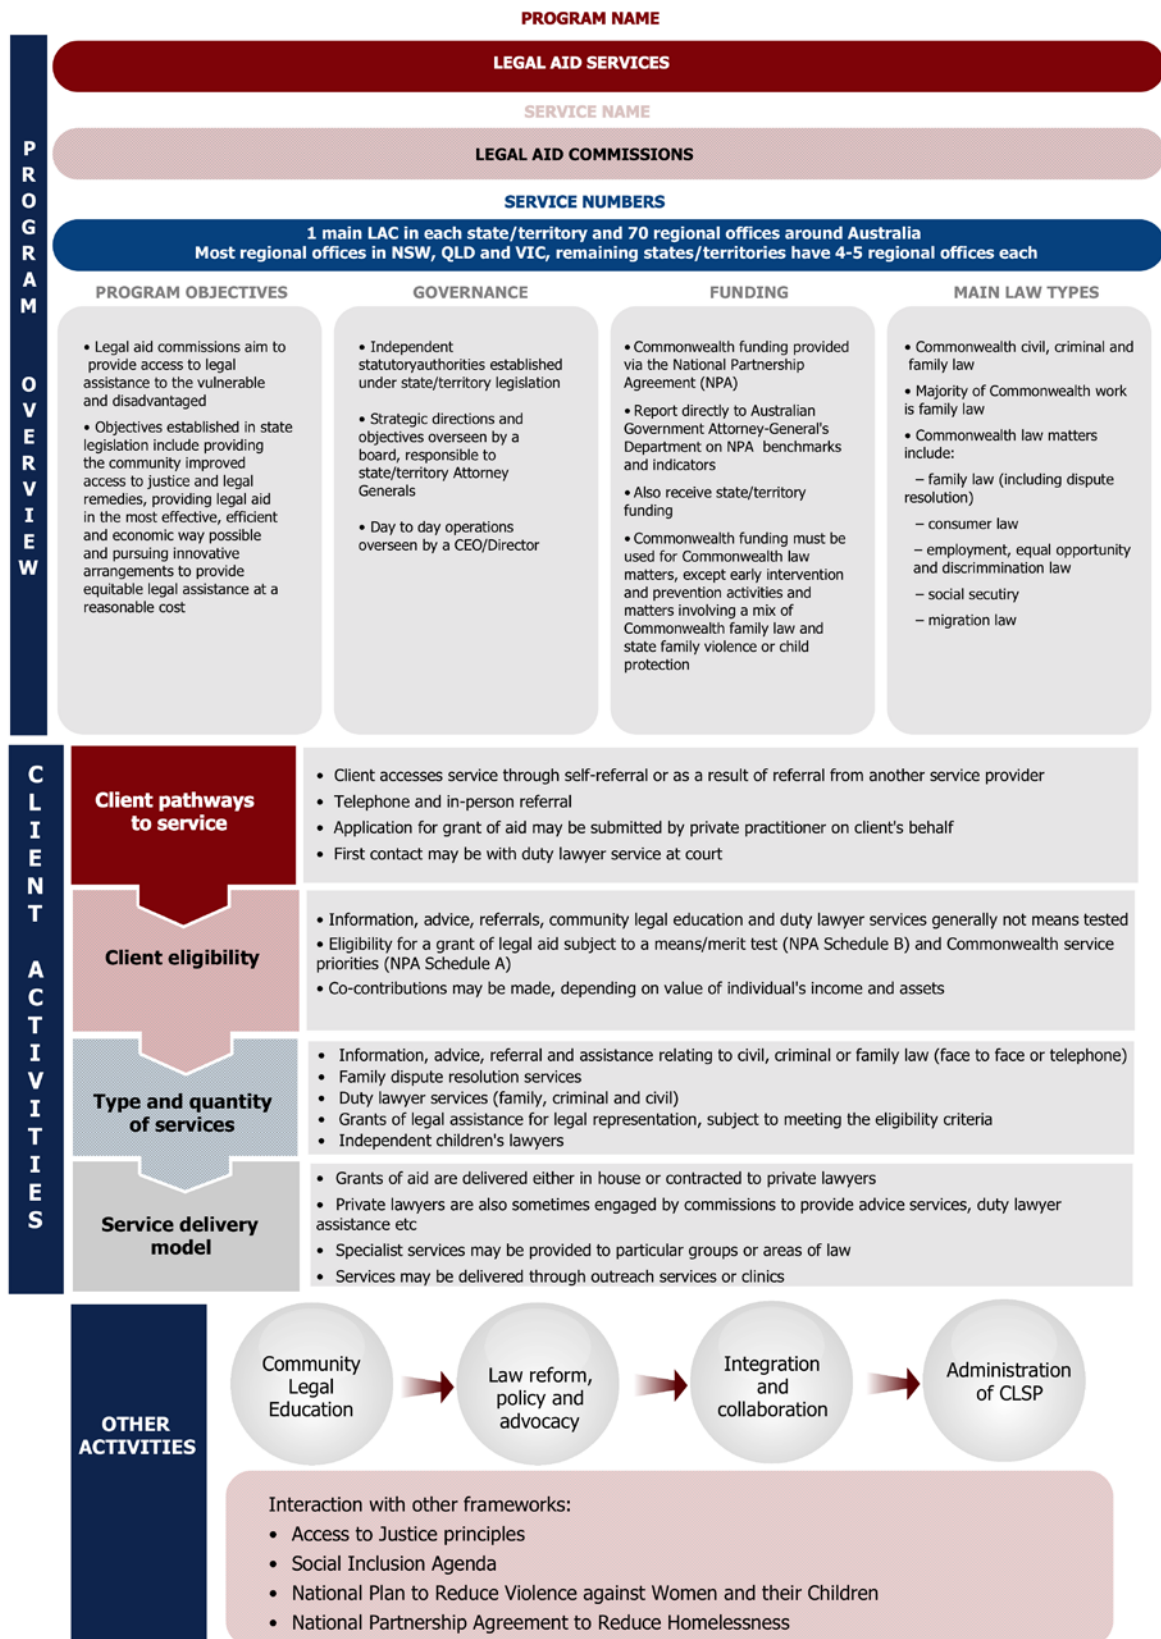 PROGRAM NAME
PROGRAM OVERVIEW
LEGAL AID SERVICES
SERVICE NAME
LEGAL AID COMMISSIONS
SERVICE NUMBERS
1 main LAC in each state/territory and 70 regional offices around Australia
Most regional offices in NSW, QLD and VIC, remaining states/territories have 4-5 regional offices each
PROGRAM OBJECTIVES
• Legal aid commissions aim to
provide access to legal
assistance to the vulnerable
and disadvantaged
• Objectives established in state
legislation include providing
the community improved
access to justice and legal
remedies, providing legal aid
in the most effective, efficient
and economic way possible
and pursuing innovative
arrangements to provide
equitable legal assistance at a
reasonable cost
GOVERNANCE
• Independent
statutoryauthorities established
under state/territory legislation
• Strategic directions and
objectives overseen by a
board, responsible to
state/territory Attorney
Generals
• Day to day operations
overseen by a CEO/Director
FUNDING
• Commonwealth funding provided
via the National Partnership
Agreement (NPA)
• Report directly to Australian
Government Attorney-General's
Department on NPA benchmarks
and indicators
• Also receive state/territory
funding
• Commonwealth funding must be
used for Commonwealth law
matters, except early intervention
and prevention activities and
matters involving a mix of
Commonwealth family law and
state family violence or child
protection
MAIN LAW TYPES
• Commonwealth civil, criminal and
family law
• Majority of Commonwealth work
is family law
• Commonwealth law matters
include:
– family law (including dispute
resolution)
– consumer law
– employment, equal opportunity
and discrimmination law
– social secutiry
– migration law
CLIENT ACTIVITIES
Client pathways
to service
• Client accesses service through self-referral or as a result of referral from another service provider
• Telephone and in-person referral
• Application for grant of aid may be submitted by private practitioner on client's behalf
• First contact may be with duty lawyer service at court
Client eligibility
• Information, advice, referrals, community legal education and duty lawyer services generally not means tested
• Eligibility for a grant of legal aid subject to a means/merit test (NPA Schedule B) and Commonwealth service
priorities (NPA Schedule A)
• Co-contributions may be made, depending on value of individual's income and assets
Type and quantity
of services
• Information, advice, referral and assistance relating to civil, criminal or family law (face to face or telephone)
• Family dispute resolution services
• Duty lawyer services (family, criminal and civil)
• Grants of legal assistance for legal representation, subject to meeting the eligibility criteria
• Independent children's lawyers
Service delivery
model
• Grants of aid are delivered either in house or contracted to private lawyers
• Private lawyers are also sometimes engaged by commissions to provide advice services, duty lawyer
assistance etc
• Specialist services may be provided to particular groups or areas of law
• Services may be delivered through outreach services or clinics
OTHER
ACTIVITIES
Community
Legal
Education
Law reform,
policy and
advocacy
Integration
and
collaboration
Administration
of CLSP
Interaction with other frameworks:
• Access to Justice principles
• Social Inclusion Agenda
• National Plan to Reduce Violence against Women and their Children
• National Partnership Agreement to Reduce Homelessness